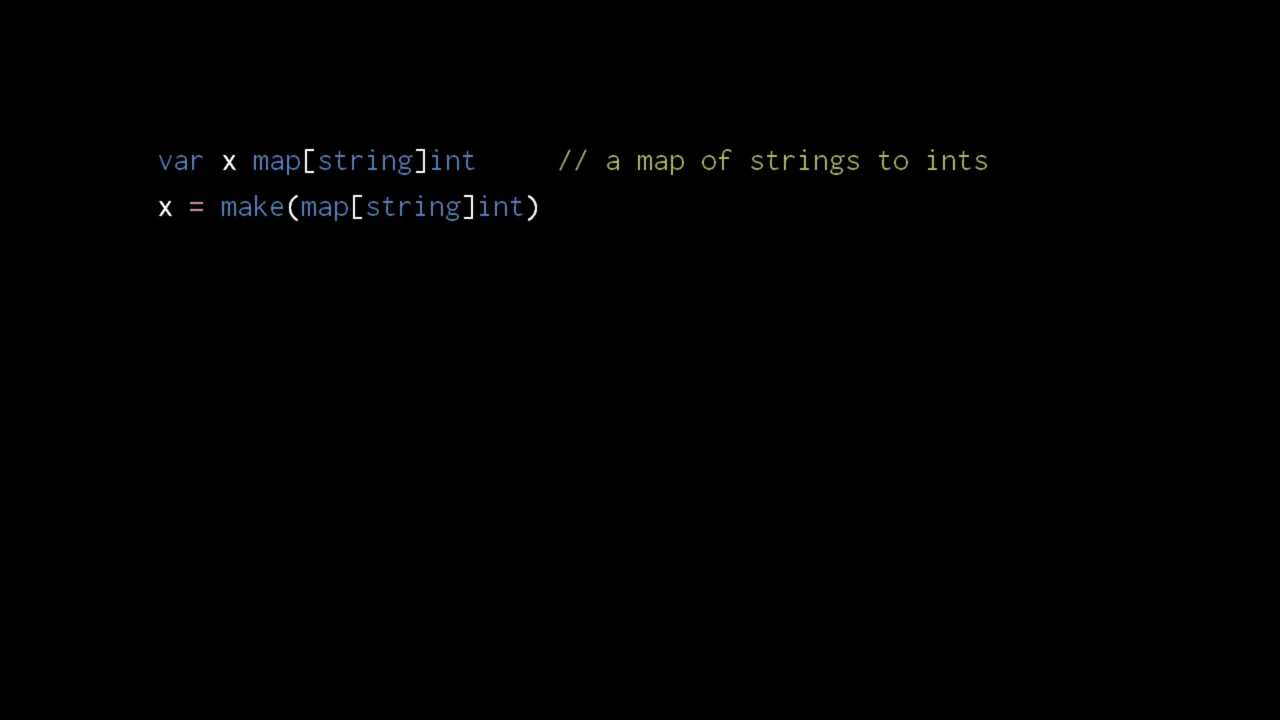 var x map[string]int     // a map of strings to ints
x = make(map[string]int)